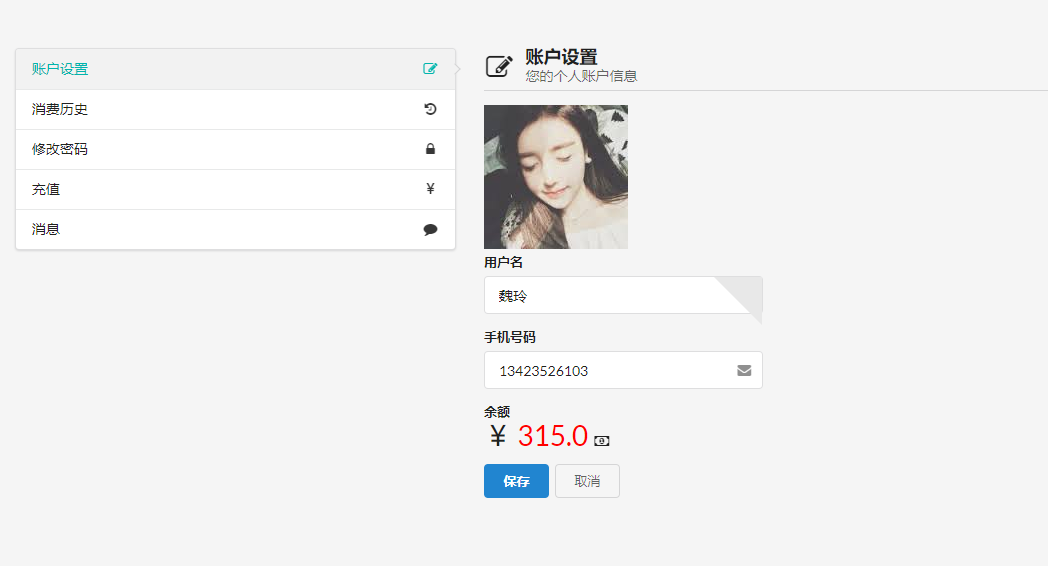 账户设置
消费历史
修改密码
充值
¥
消息
账户设置
您的个人账户信息
用户名
魏玲
手机号码
13423526103
余额
¥ 315.0
保存
取消